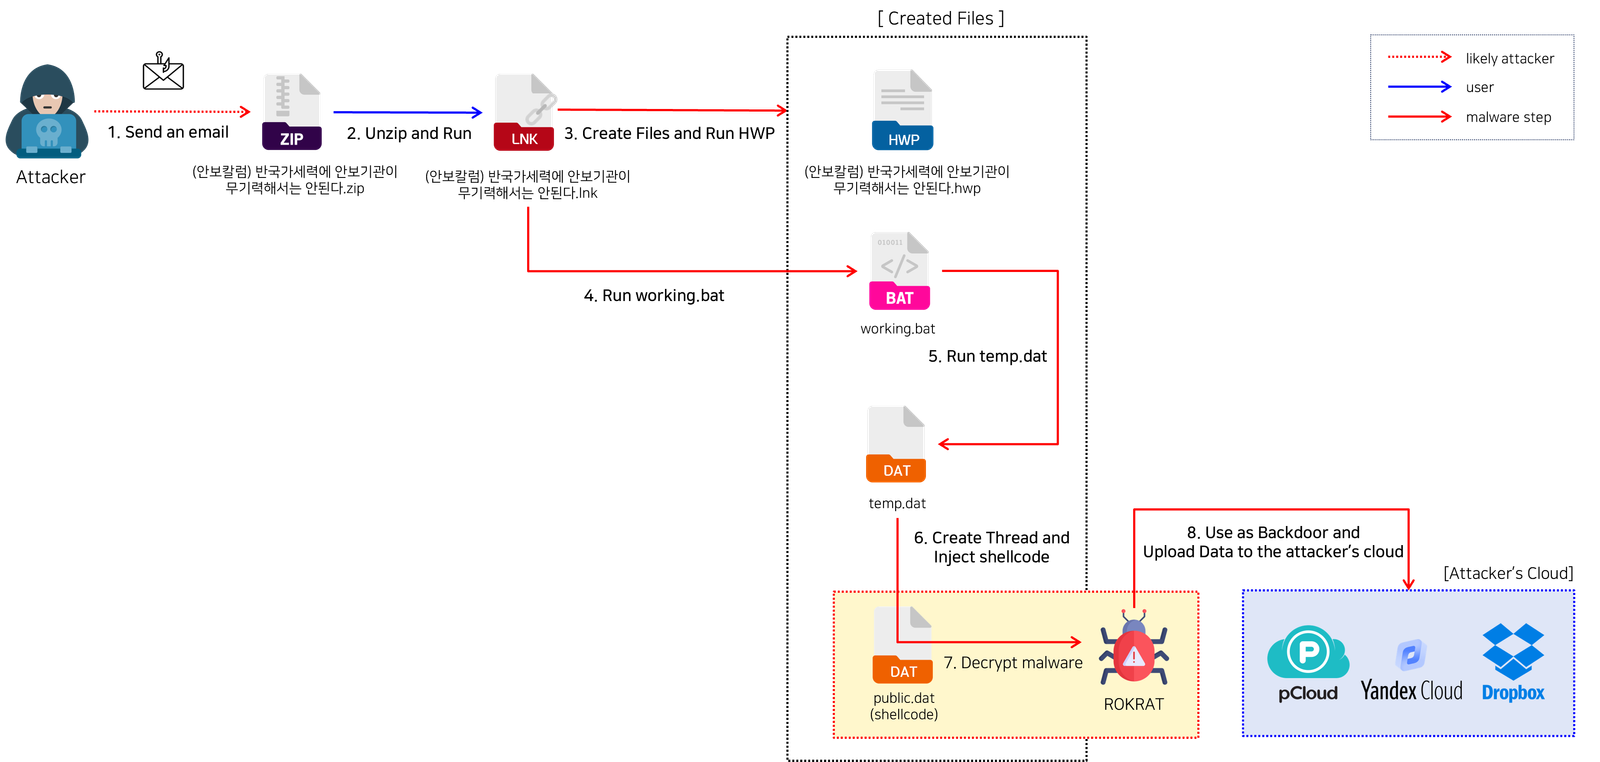 [ Created Files ]
likely attacker
user
malware step
1. Send an email
2. Unzip and Run
3. Create Files and Run HWP
ZIP
LNK
HWP
Attacker
(안보칼럼) 반국가세력에 안보기관이
무기력해서는 안된다.zip
(안보칼럼) 반국가세력에 안보기관이
무기력해서는 안된다.lnk
(안보칼럼) 반국가세력에 안보기관이
무기력해서는 안된다.hwp
010011
</>
BAT
working.bat
4. Run working.bat
5. Run temp.dat
DAT
temp.dat
6. Create Thread and
Inject shellcode
8. Use as Backdoor and
Upload Data to the attacker's cloud
[Attacker's Cloud]
DAT
public.dat
(shellcode)
7. Decrypt malware
ROKRAT
P
pCloud
Yandex Cloud
Dropbox